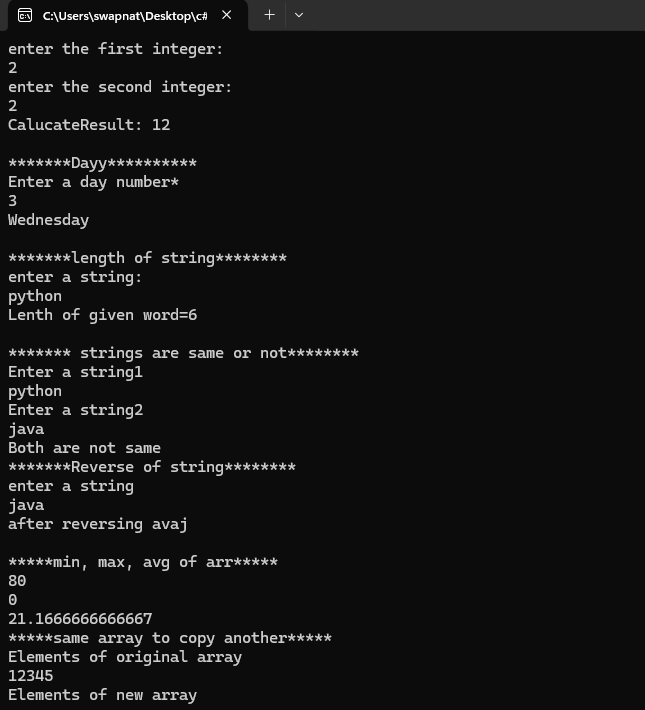 C:\Users\swapnat\Desktop\c#
enter the first integer:
2
enter the second integer:
2
CalucateResult: 12
*******Dayy**********
Enter a day number*
3
Wednesday
*******length of string********
enter a string:
python
Lenth of given word=6
******* strings are same or not********
Enter a string1
python
Enter a string2
java
Both are not same
*******Reverse of string********
enter a string
java
after reversing avaj
*****min, max, avg of arr*****
80
0
21.1666666666667
*****same array to copy another*****
Elements of original array
12345
Elements of new array